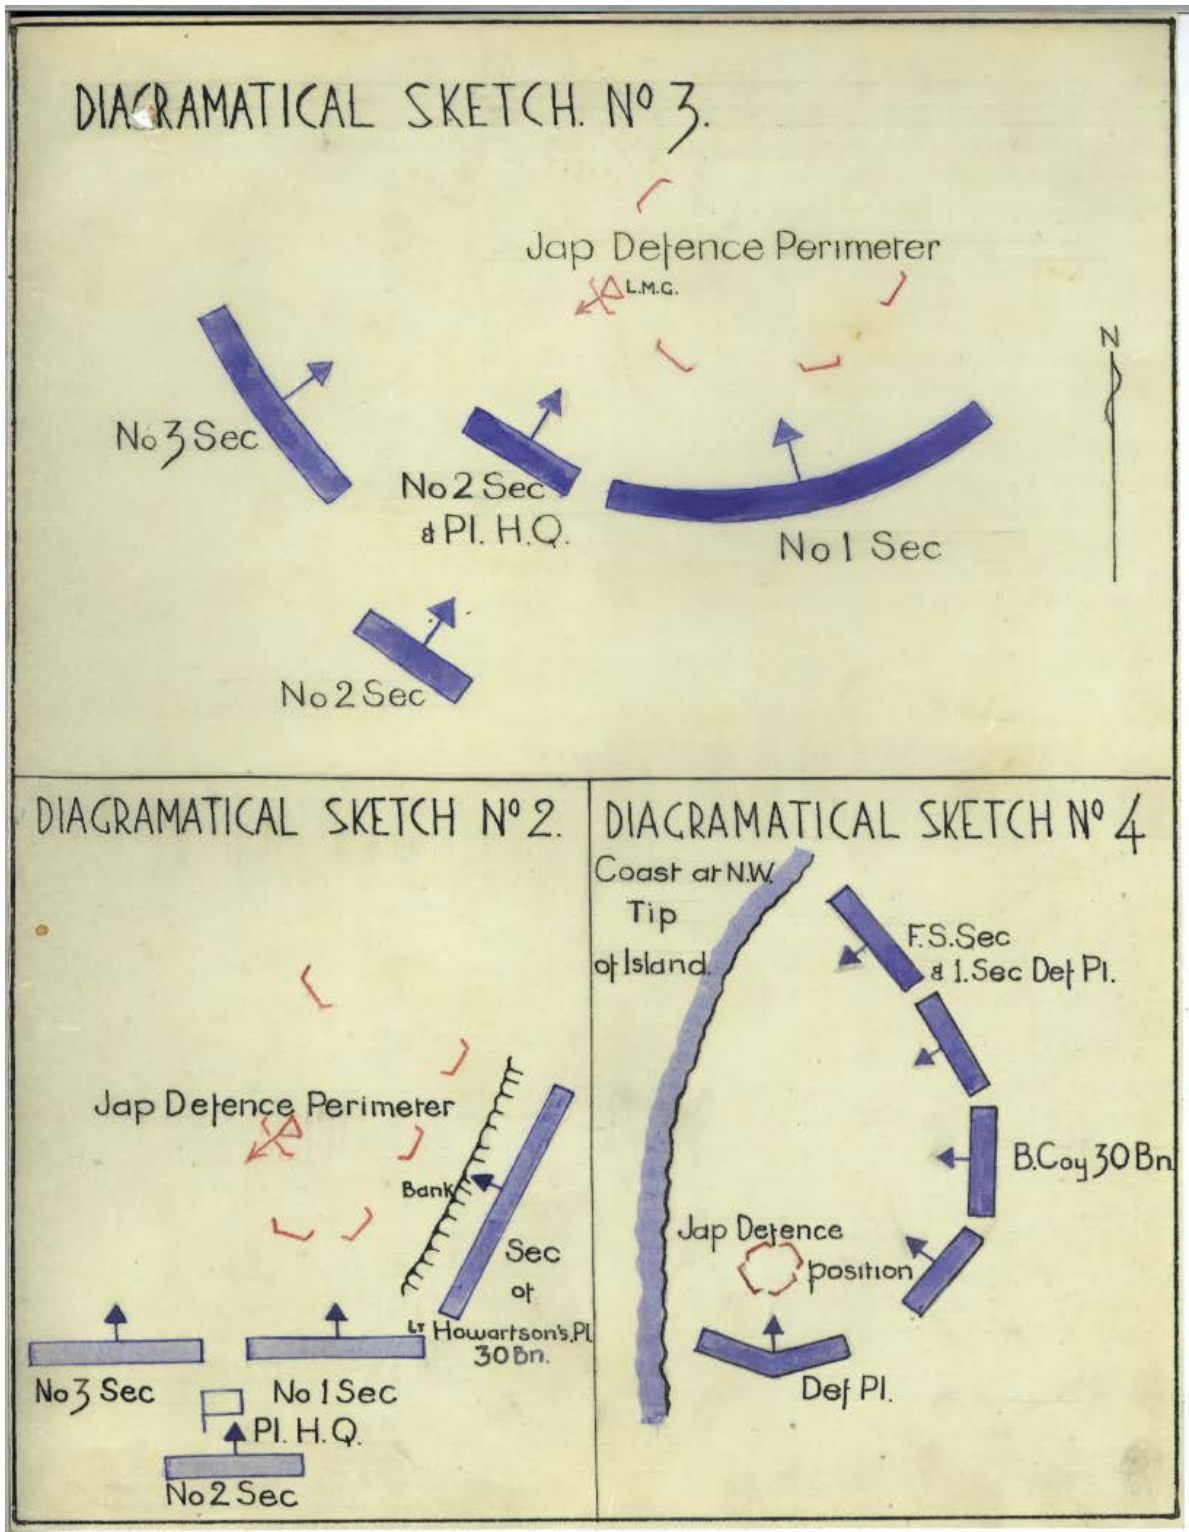 DIAGRAMATICAL SKETCH. Nº 3.
Jap Defence Perimeter
L.M.G.
N
No 3 Sec
No 2 Sec
& Pl. H.Q.
No 1 Sec
No 2 Sec
DIAGRAMATICAL SKETCH Nº 2.
Jap Defence Perimeter
Bank
Sec
of
Lt Howartson's. Pl.
30 Bn.
No 3 Sec
No 1 Sec
Pl. H.Q.
No 2 Sec
DIAGRAMATICAL SKETCH Nº 4
Coast at N.W.
Tip
of Island.
F.S. Sec
& 1. Sec Def Pl.
B. Coy 30 Bn
Jap Defence
position
Def Pl.